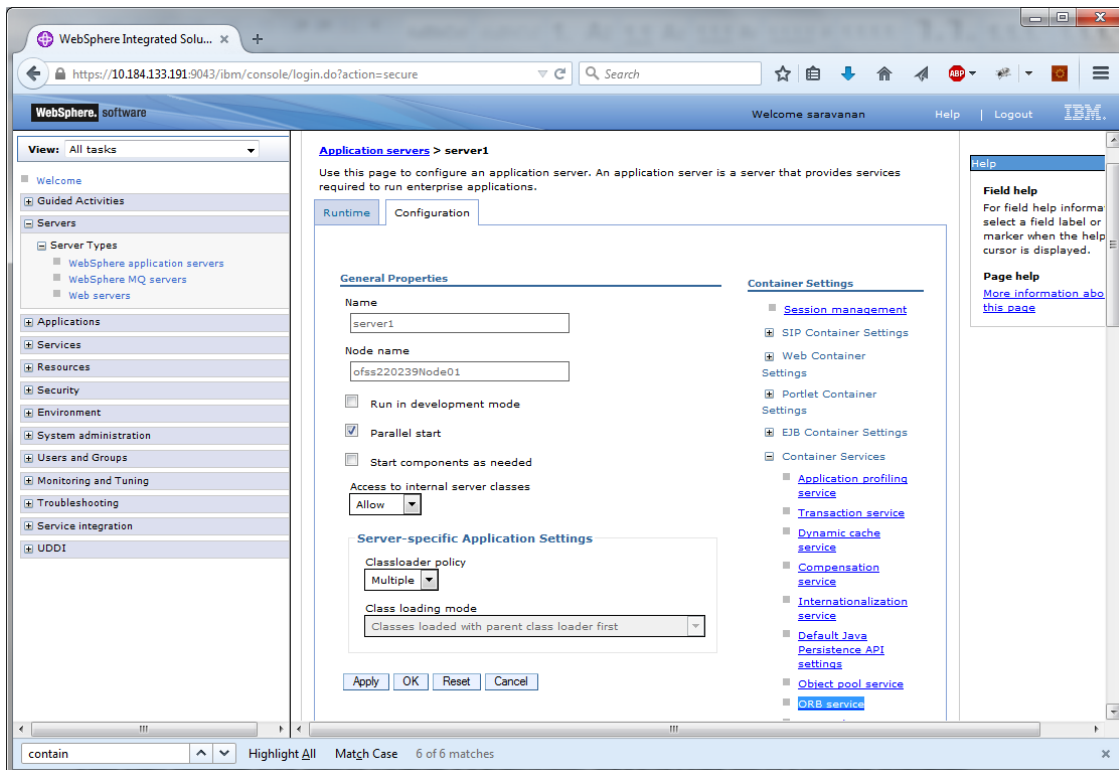 WebSphere Integrated Solu...
https://10.184.133.191:9043/ibm/console/login.do?action=secure
Search
ABP
WebSphere. software
Welcome saravanan
Help | Logout
IBM.
View: All tasks
Welcome
Guided Activities
Servers
Server Types
WebSphere application servers
WebSphere MQ servers
Web servers
Applications
Services
Resources
Security
Environment
System administration
Users and Groups
Monitoring and Tuning
Troubleshooting
Service integration
UDDI
Application servers > server1
Use this page to configure an application server. An application server is a server that provides services
required to run enterprise applications.
Runtime
Configuration
General Properties
Name
server1
Node name
ofss220239Node01
Run in development mode
Parallel start
Start components as needed
Access to internal server classes
Allow
Server-specific Application Settings
Classloader policy
Multiple
Class loading mode
Classes loaded with parent class loader first
Apply OK Reset Cancel
Container Settings
Session management
SIP Container Settings
Web Container
Settings
Portlet Container
Settings
EJB Container Settings
Container Services
Application profiling
service
Transaction service
Dynamic cache
service
Compensation
service
Internationalization
service
Default Java
Persistence API
settings
Object pool service
ORB service
Help
Field help
For field help informa
select a field label or
marker when the help
cursor is displayed.
Page help
More information abo
this page
contain
Highlight All
Match Case
6 of 6 matches